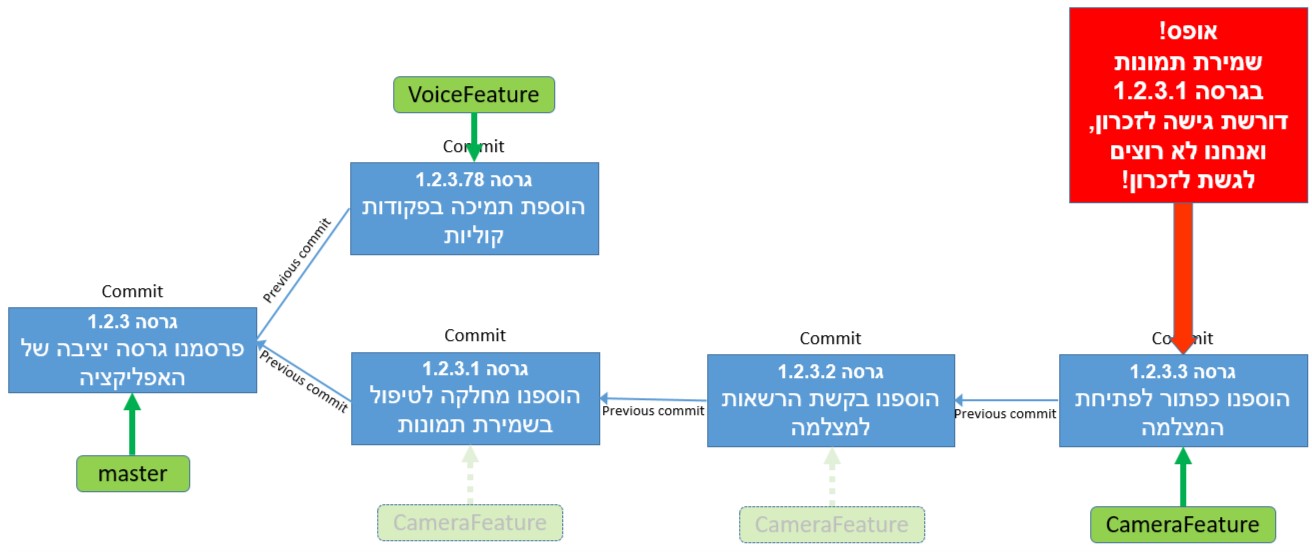 אופס!
שמירת תמונות
בגרסה 1.2.3.1
דורשת גישה לזכרון,
ואנחנו לא רוצים
לגשת לזכרון!
VoiceFeature
Commit
גרסה 1.2.3.78
הוספת תמיכה בפקודות
קוליות
Previous commit
Commit
גרסה 1.2.3
פרסמנו גרסה יציבה של
האפליקציה
master
Previous commit
Commit
גרסה 1.2.3.1
הוספנו מחלקה לטיפול
בשמירת תמונות
CameraFeature
Previous commit
Commit
גרסה 1.2.3.2
הוספנו בקשת הרשאות
למצלמה
CameraFeature
Previous commit
Commit
גרסה 1.2.3.3
הוספנו כפתור לפתיחת
המצלמה
CameraFeature